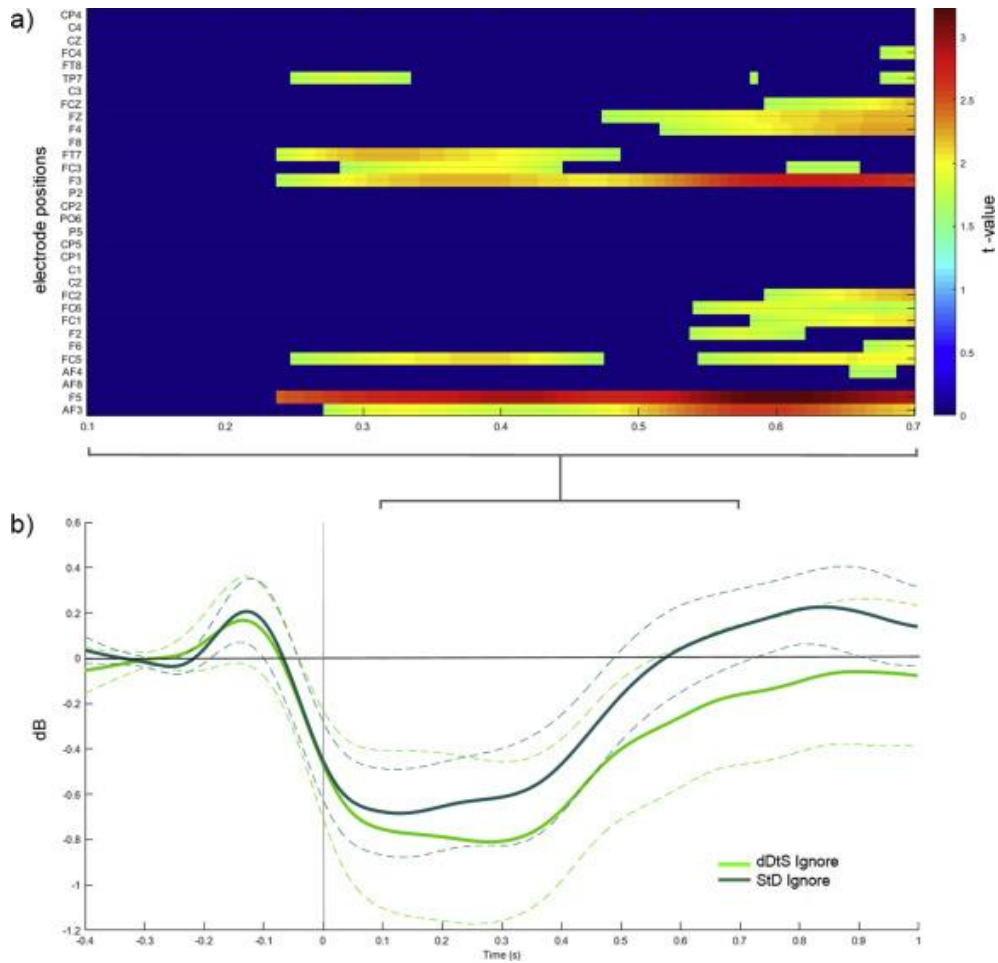 a)
electrode positions
CP4
C4
CZ
FC4
FT8
TP7
C3
FCZ
FZ
F4
F8
FT7
FC3
F3
P2
CP2
PO6
P5
CP5
CP1
C1
C2
FC2
FC6
FC1
F2
F6
FC5
AF4
AF8
F5
AF3
0.1 0.2 0.3 0.4 0.5 0.6 0.7
3
2.5
2
1.5
1
0.5
0
t -value
b)
dB
0.6
0.4
0.2
0
-0.2
-0.4
-0.6
-0.8
-1
-1.2
dDtS Ignore
StD Ignore
-0.4 -0.3 -0.2 -0.1 0 0.1 0.2 0.3 0.4 0.5 0.6 0.7 0.8 0.9 1
Time (s)